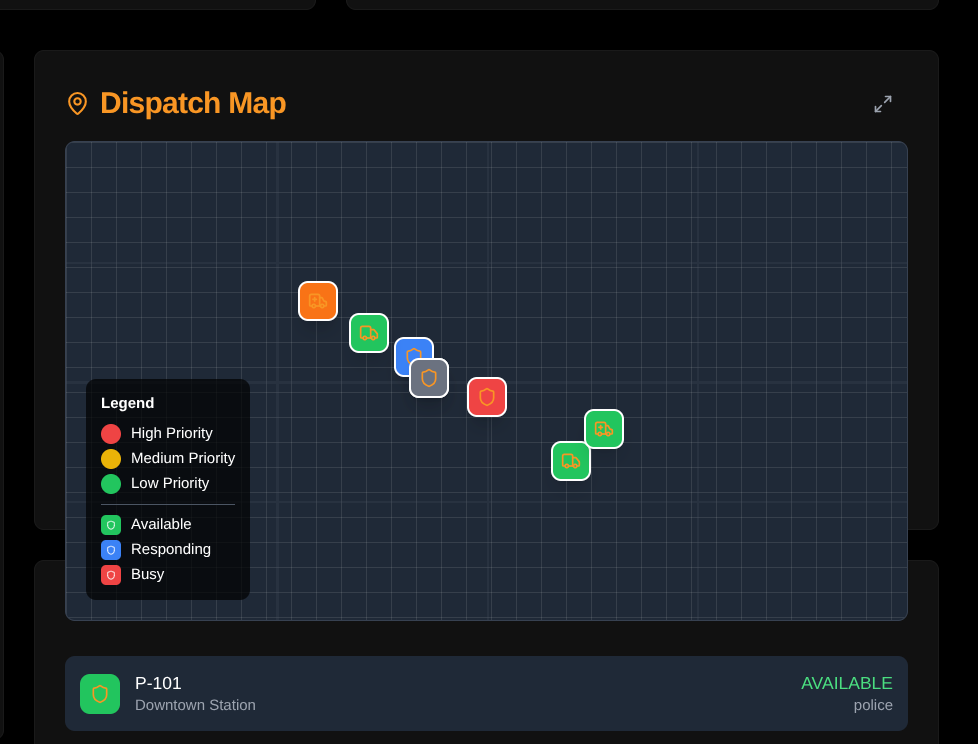 Dispatch Map
Legend
High Priority
Medium Priority
Low Priority
Available
Responding
Busy
P-101
AVAILABLE
Downtown Station
police